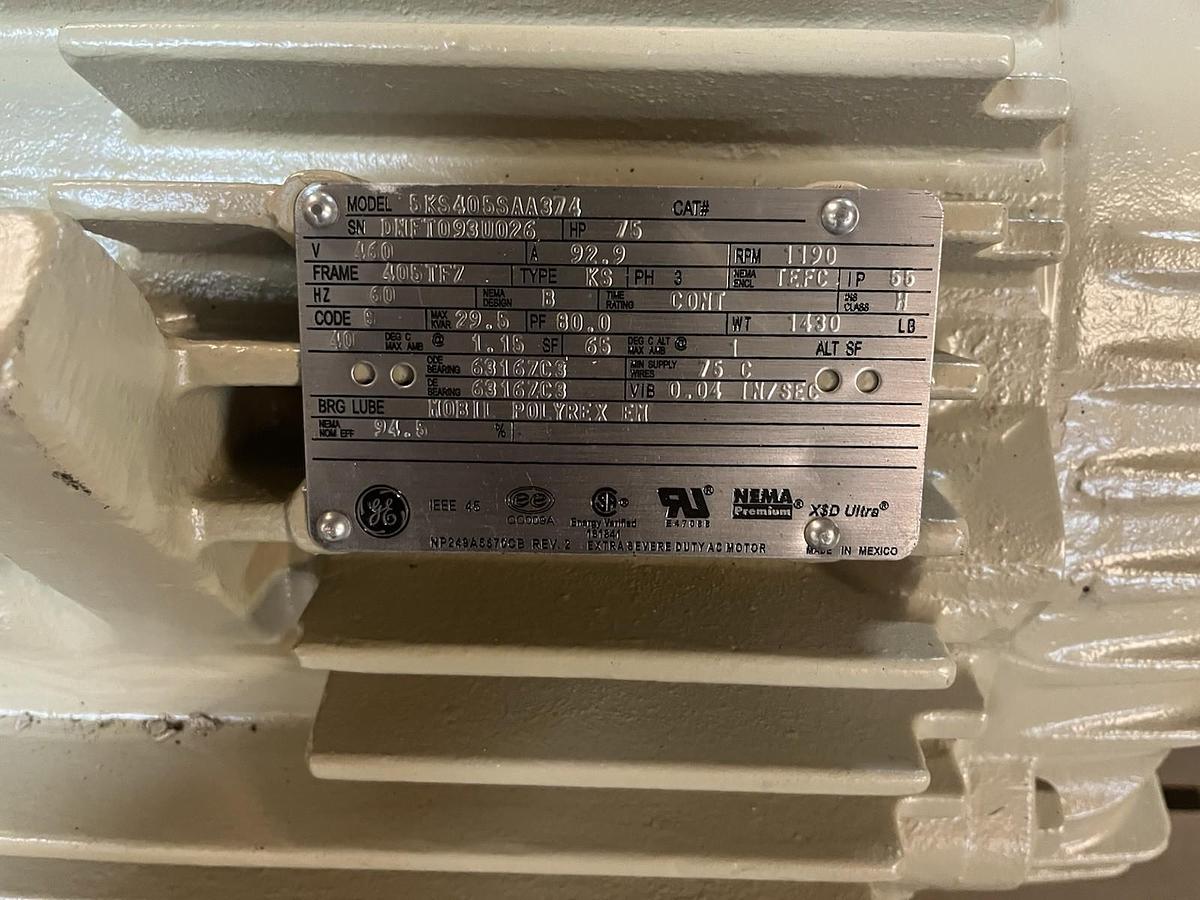 MODEL 5KS405SAA374 CAT#
SN HP 75
V 460 A 92.9 RPM 1190
FRAME TYPE KS PH 3 NEMA ENCL TEFC IP 55
HZ 60 NEMA DESIGN B TIME RATING CONT INS CLASS
CODE MAX KVAR 29.5 PF 80.0 WT 1430 LB
40 DEG C MAX AMB @ 1.15 SF 65 DEG C ALT MAX AMB @ 1 ALT SF
ODE BEARING 6316ZC3 MIN SUPPLY WIRES 75 C
DE BEARING 6316ZC3 VIB 0.04 IN/SEC
BRG LUBE MOBIL POLYREX EM
NEMA NOM EFF 94.5 %
GE IEEE 45 ee CC009A SA Energy Verified RU ® E47088 NEMA Premium® X$D Ultra®
REV. 2 EXTRA SEVERE DUTY AC MOTOR MADE IN MEXICO